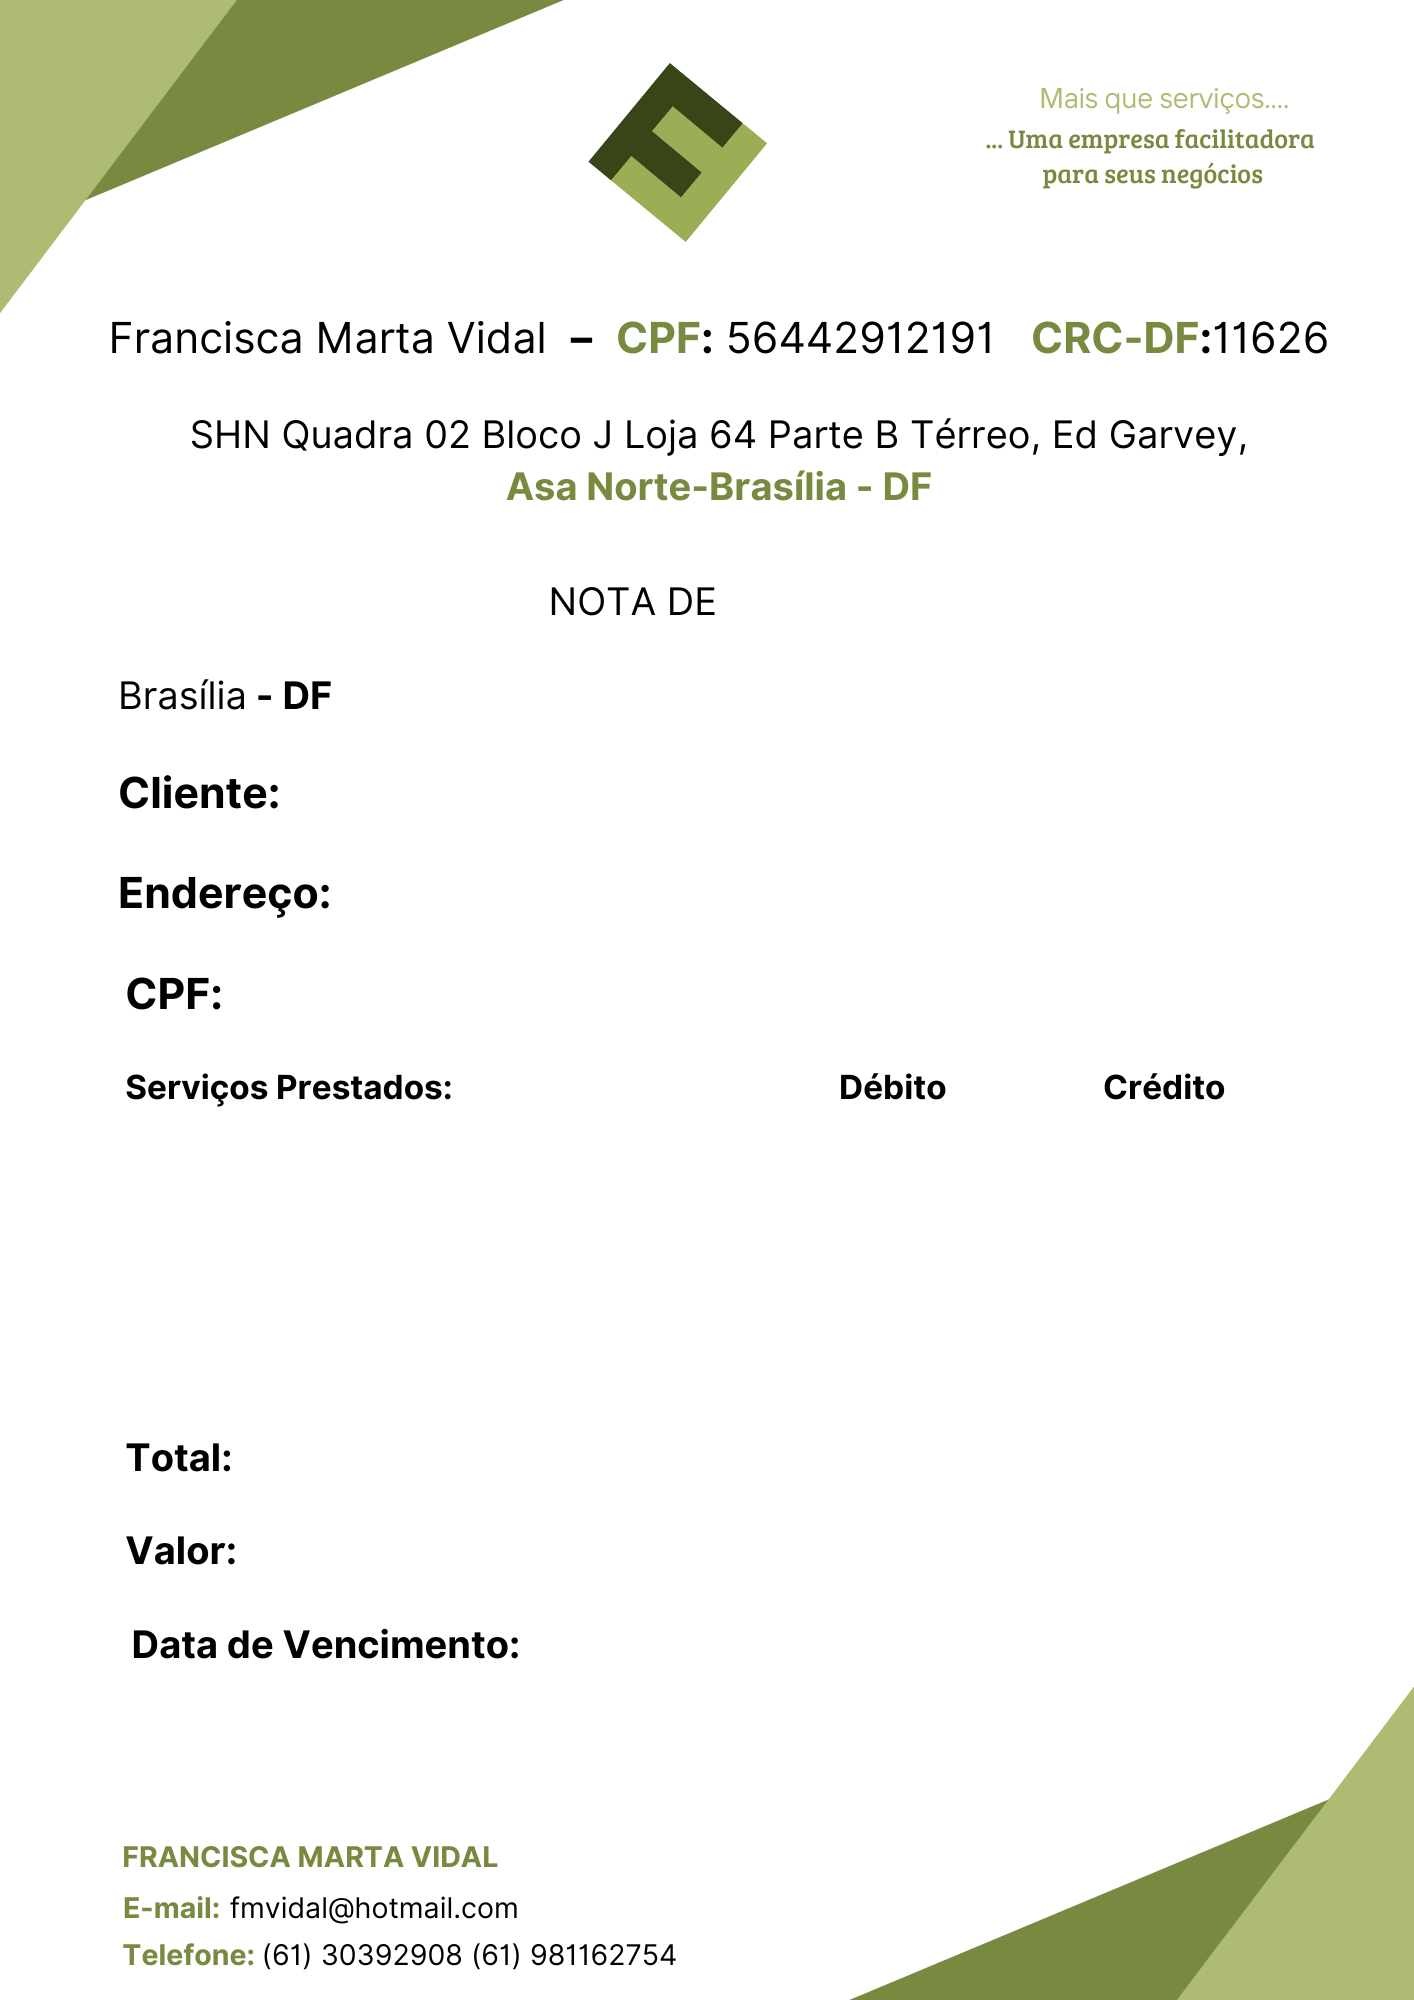 Mais que serviços....
... Uma empresa facilitadora
para seus negócios
Francisca Marta Vidal – CPF: 56442912191 CRC-DF:11626
SHN Quadra 02 Bloco J Loja 64 Parte B Térreo, Ed Garvey,
Asa Norte-Brasília - DF
NOTA DE
Brasília - DF
Cliente:
Endereço:
CPF:
Serviços Prestados: Débito Crédito
Total:
Valor:
Data de Vencimento:
FRANCISCA MARTA VIDAL
E-mail: fmvidal@hotmail.com
Telefone: (61) 30392908 (61) 981162754